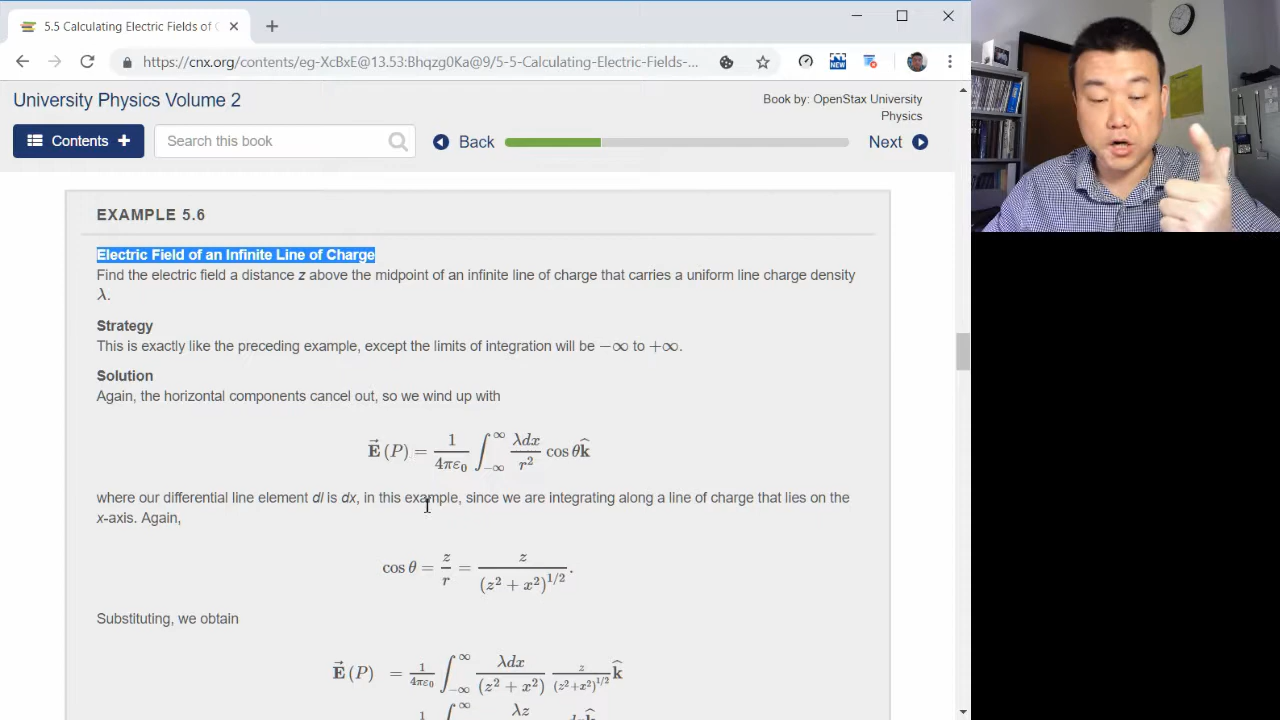 5.5 Calculating Electric Fields of
https://cnx.org/contents/eg-XcBxE@13.53:Bhqzg0Ka@9/5-5-Calculating-Electric-Fields-...
NEW
University Physics Volume 2
Book by: OpenStax University
Physics
Contents +
Search this book
Back
Next
EXAMPLE 5.6
Electric Field of an Infinite Line of Charge
Find the electric field a distance z above the midpoint of an infinite line of charge that carries a uniform line charge density
λ.
Strategy
This is exactly like the preceding example, except the limits of integration will be −∞ to +∞.
Solution
Again, the horizontal components cancel out, so we wind up with
E⃗ (P) = 1/4πε₀ ∫₋∞^∞ λdx/r² cos θk̂
where our differential line element dl is dx, in this example, since we are integrating along a line of charge that lies on the
x-axis. Again,
cos θ = z/r = z/(z² + x²)^1/2.
Substituting, we obtain
E⃗ (P) = 1/4πε₀ ∫₋∞^∞ λdx/(z² + x²) z/(z²+x²)^1/2 k̂